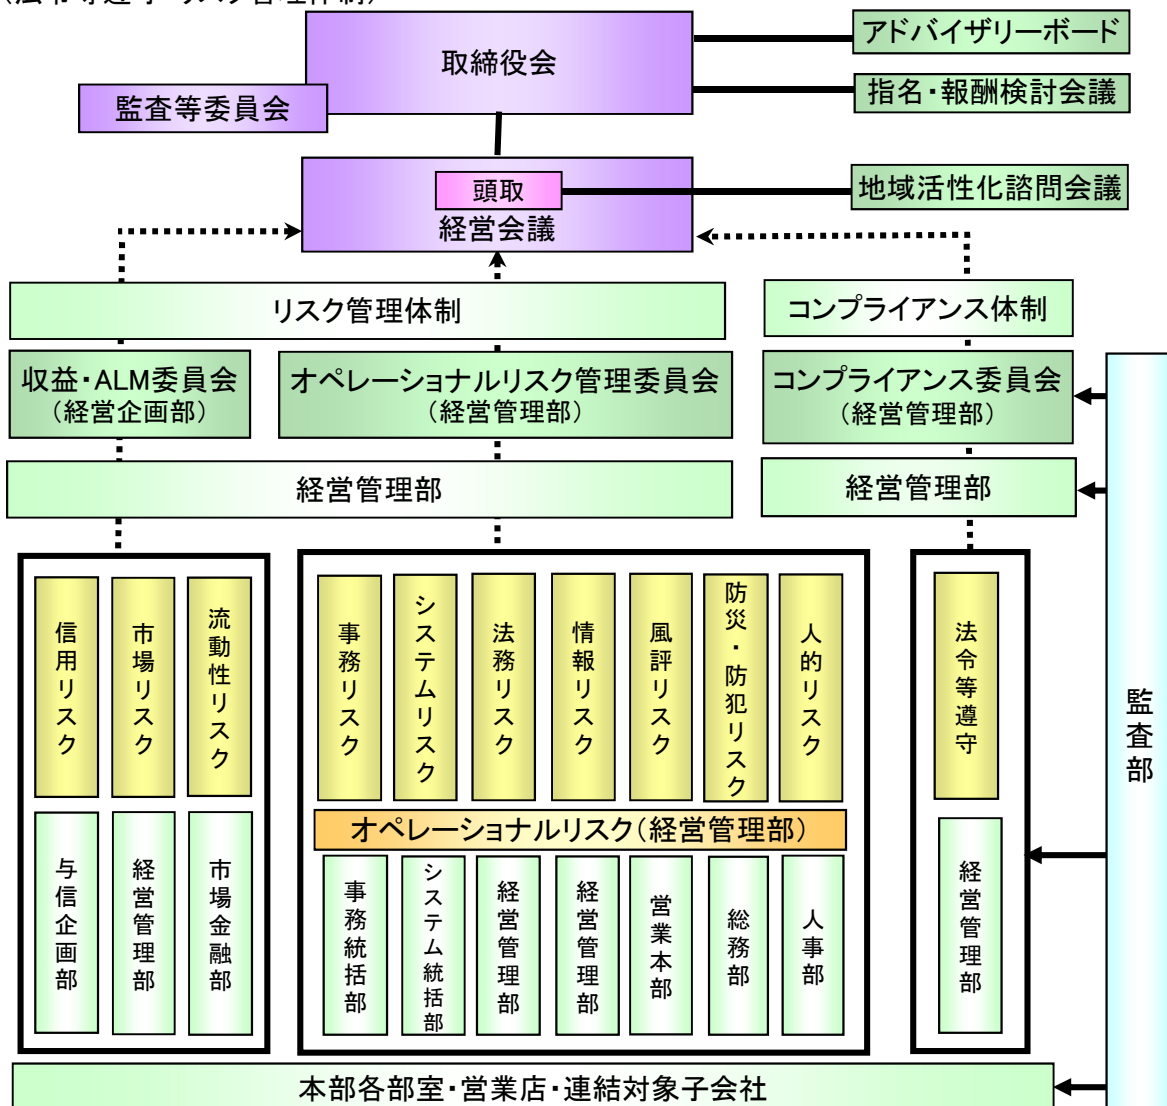 取締役会
アドバイザリーボード
監査等委員会
指名・報酬検討会議
頭取
経営会議
地域活性化諮問会議
リスク管理体制
コンプライアンス体制
収益・ALM委員会
(経営企画部)
オペレーショナルリスク管理委員会
(経営管理部)
コンプライアンス委員会
(経営管理部)
経営管理部
経営管理部
信用リスク
市場リスク
流動性リスク
事務リスク
システムリスク
法務リスク
情報リスク
風評リスク
防災・防犯リスク
人的リスク
法令等遵守
オペレーショナルリスク(経営管理部)
与信企画部
経営管理部
市場金融部
事務統括部
システム統括部
経営管理部
経営管理部
営業本部
総務部
人事部
経営管理部
監査部
本部各部室・営業店・連結対象子会社